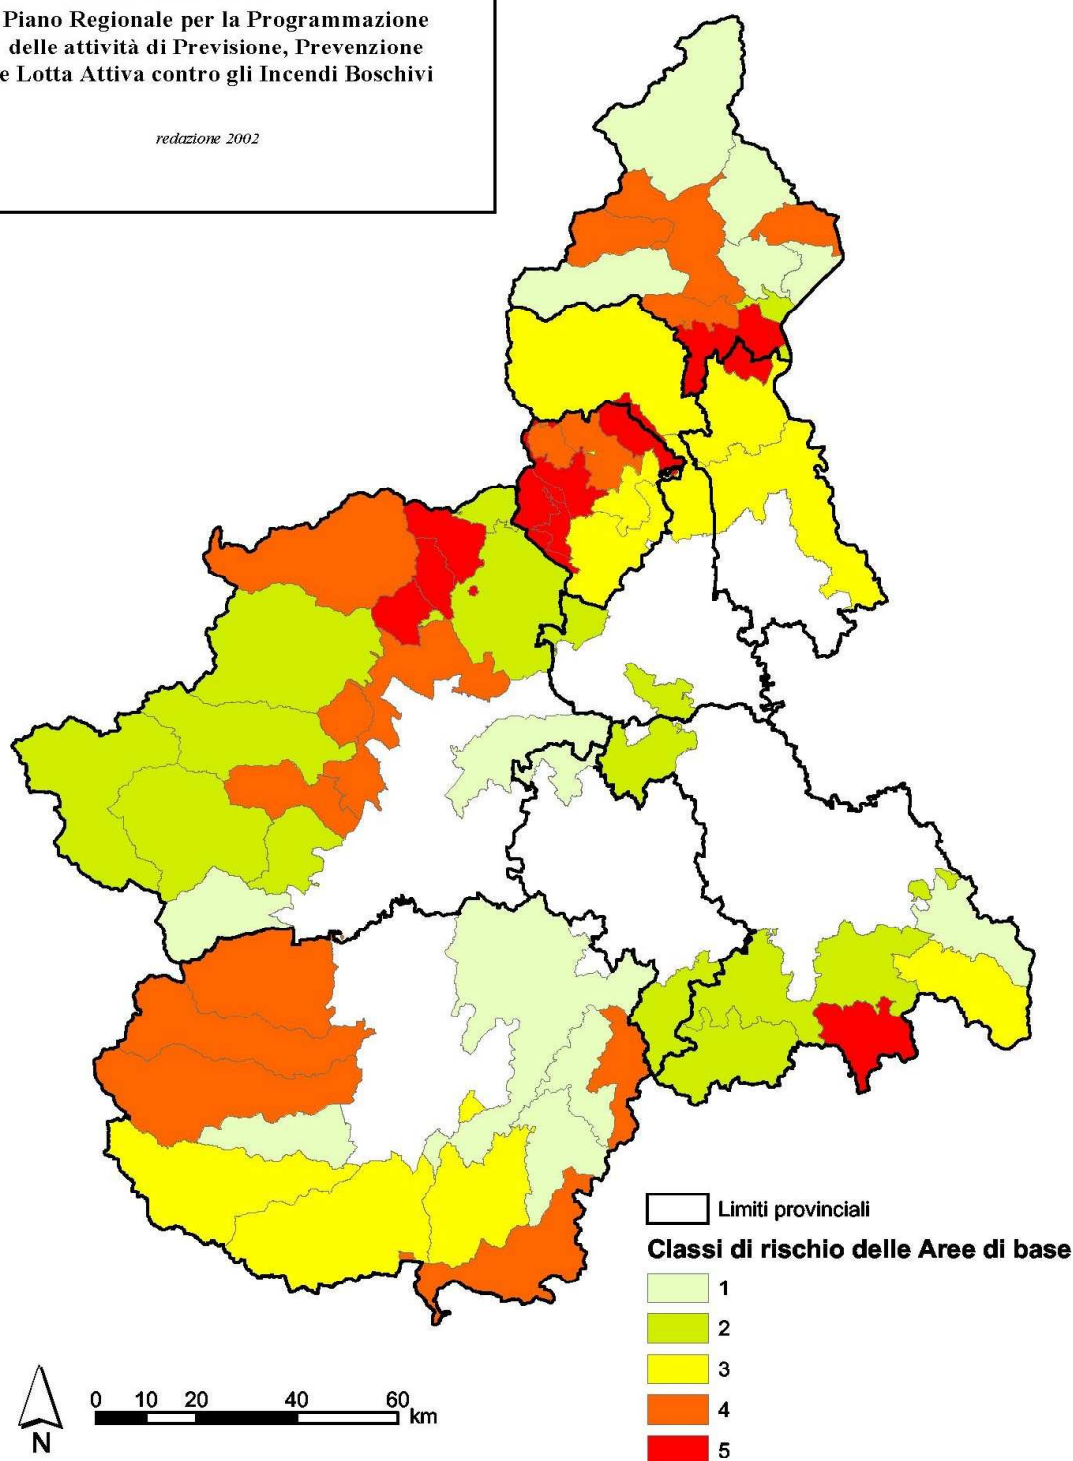 Piano Regionale per la Programmazione
delle attività di Previsione, Prevenzione
e Lotta Attiva contro gli Incendi Boschivi
redazione 2002
Limiti provinciali
Classi di rischio delle Aree di base
1
2
3
4
5
0 10 20 40 60
km
N